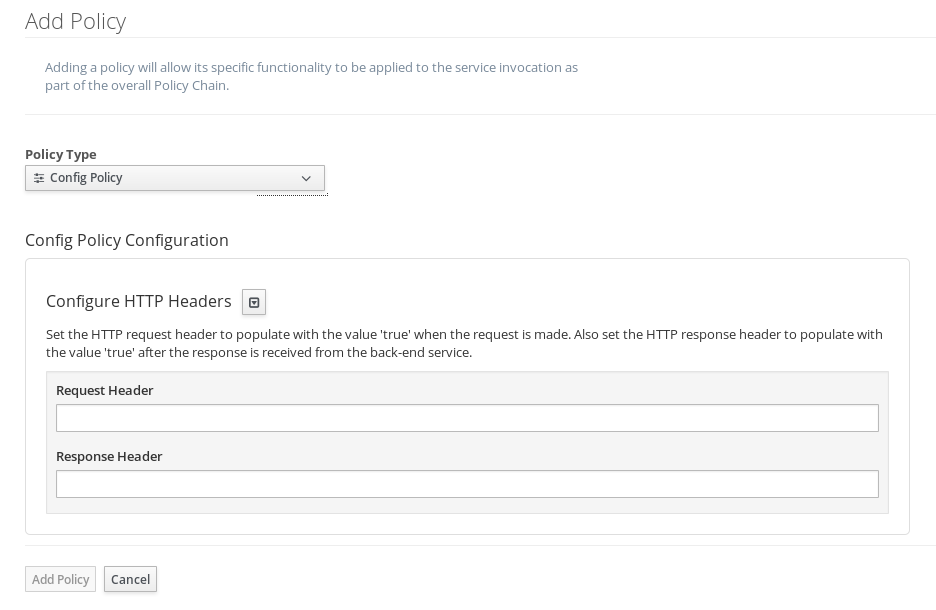 Add Policy
Adding a policy will allow its specific functionality to be applied to the service invocation as
part of the overall Policy Chain.
Policy Type
Config Policy
Config Policy Configuration
Configure HTTP Headers
Set the HTTP request header to populate with the value 'true' when the request is made. Also set the HTTP response header to populate with
the value 'true' after the response is received from the back-end service.
Request Header
Response Header
Add Policy Cancel